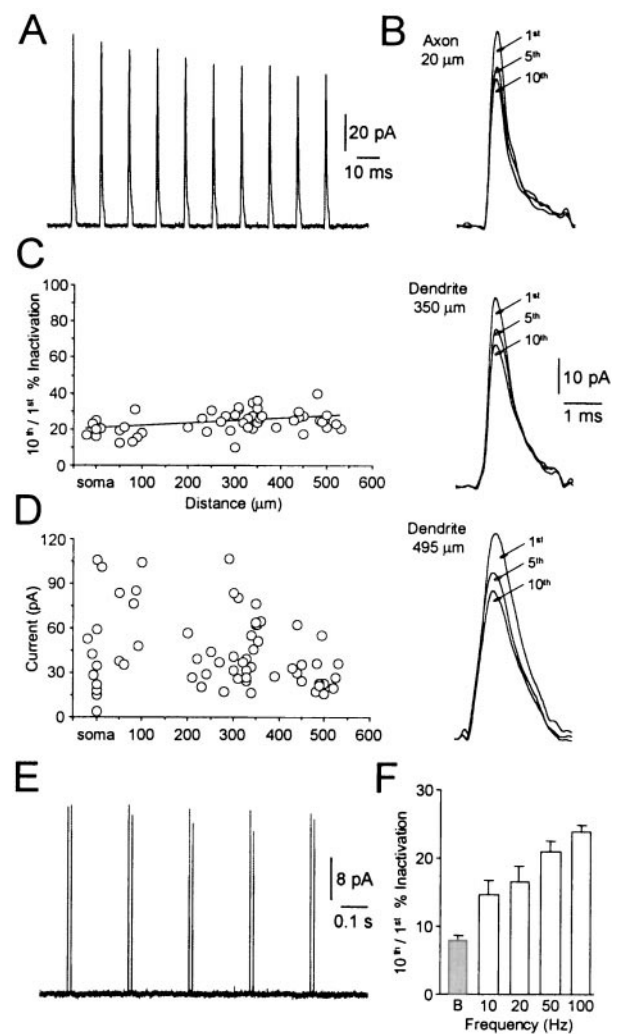 A
20 pA
10 ms
B
Axon
20 µm
1st
5th
10th
C
10th / 1st % Inactivation
100
80
60
40
20
0
soma 100 200 300 400 500 600
Distance (µm)
Dendrite
350 µm
1st
5th
10th
10 pA
1 ms
D
Current (pA)
120
90
60
30
0
soma 100 200 300 400 500 600
Dendrite
495 µm
1st
5th
10th
E
8 pA
0.1 s
F
10th / 1st % Inactivation
30
20
10
0
B 10 20 50 100
Frequency (Hz)